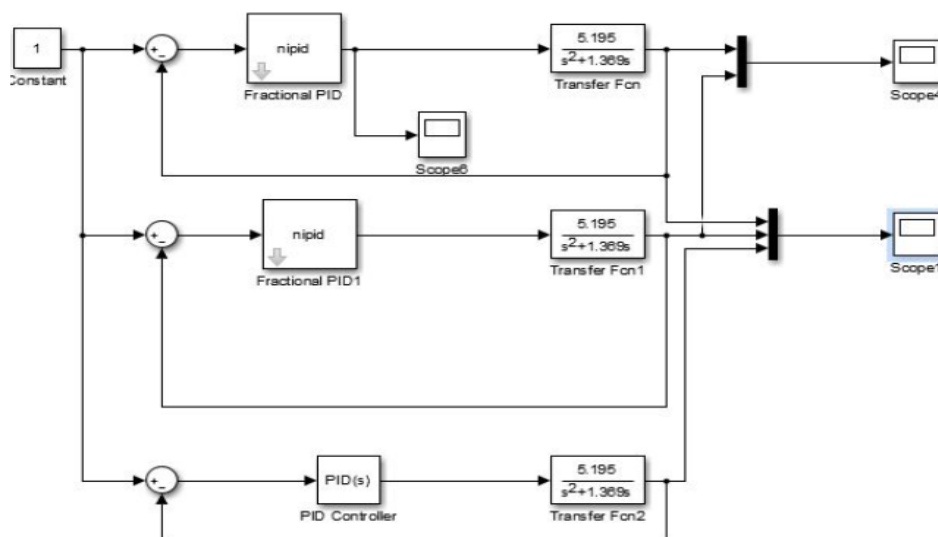 1
Constant
+
-
nipid
Fractional PID
5.195
s²+1.369s
Transfer Fcn
Scope4
Scope6
+
-
nipid
Fractional PID1
5.195
s²+1.369s
Transfer Fcn1
Scope1
+
-
PID(s)
PID Controller
5.195
s²+1.369s
Transfer Fcn2